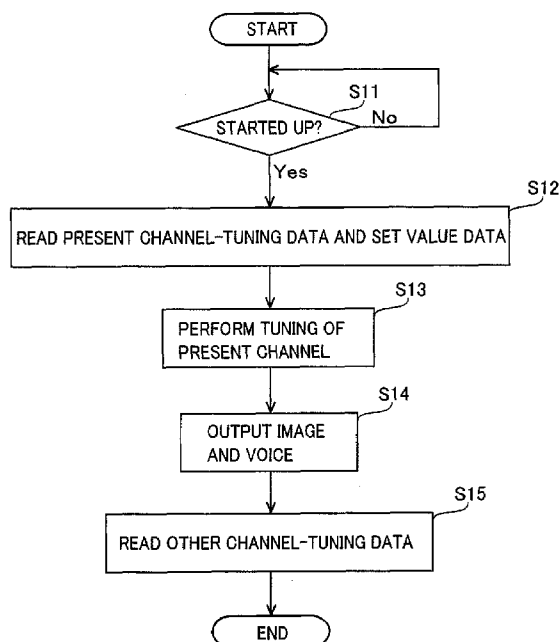 START
S11
STARTED UP?
No
Yes
S12
READ PRESENT CHANNEL-TUNING DATA AND SET VALUE DATA
S13
PERFORM TUNING OF
PRESENT CHANNEL
S14
OUTPUT IMAGE
AND VOICE
S15
READ OTHER CHANNEL-TUNING DATA
END